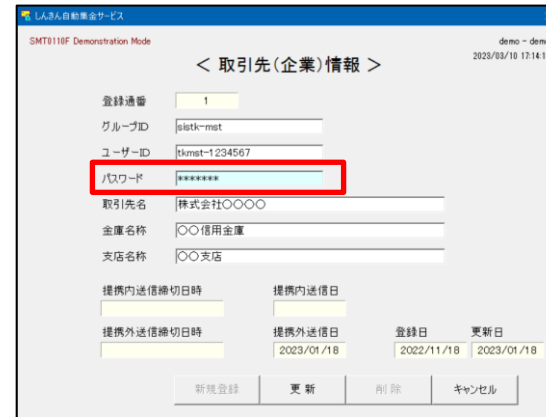 しんきん自動集金サービス
SMT0110F Demonstration Mode
demo - dem
< 取引先(企業)情報 >
2023/03/10 17:14:1
登録通番 1
グループID sistk-mst
ユーザーID tkmst-1234567
パスワード *******
取引先名 株式会社〇〇〇〇
金庫名称 〇〇信用金庫
支店名称 〇〇支店
提携内送信締切日時 提携内送信日
提携外送信締切日時 提携外送信日 登録日 更新日
2023/01/18 2022/11/18 2023/01/18
新規登録 更 新 削 除 キャンセル